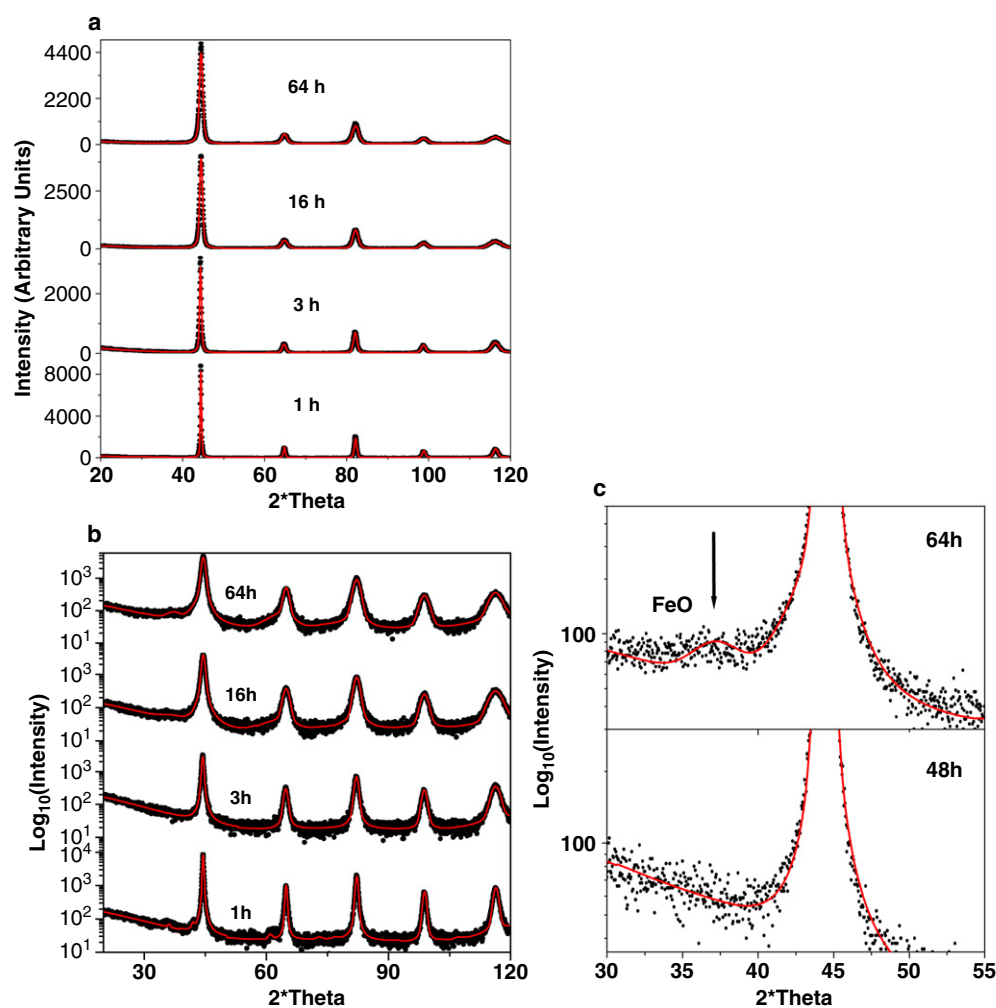 a
Intensity (Arbitrary Units)
4400
2200
0
64 h
2500
0
16 h
2000
0
3 h
8000
4000
0
1 h
20 40 60 80 100 120
2*Theta
b
Log10(Intensity)
10³
10²
10¹
64h
10³
10²
10¹
16h
10³
10²
10¹
3h
10⁴
10³
10²
10¹
1h
30 60 90 120
2*Theta
c
Log10(Intensity)
64h
FeO
100
48h
100
30 35 40 45 50 55
2*Theta